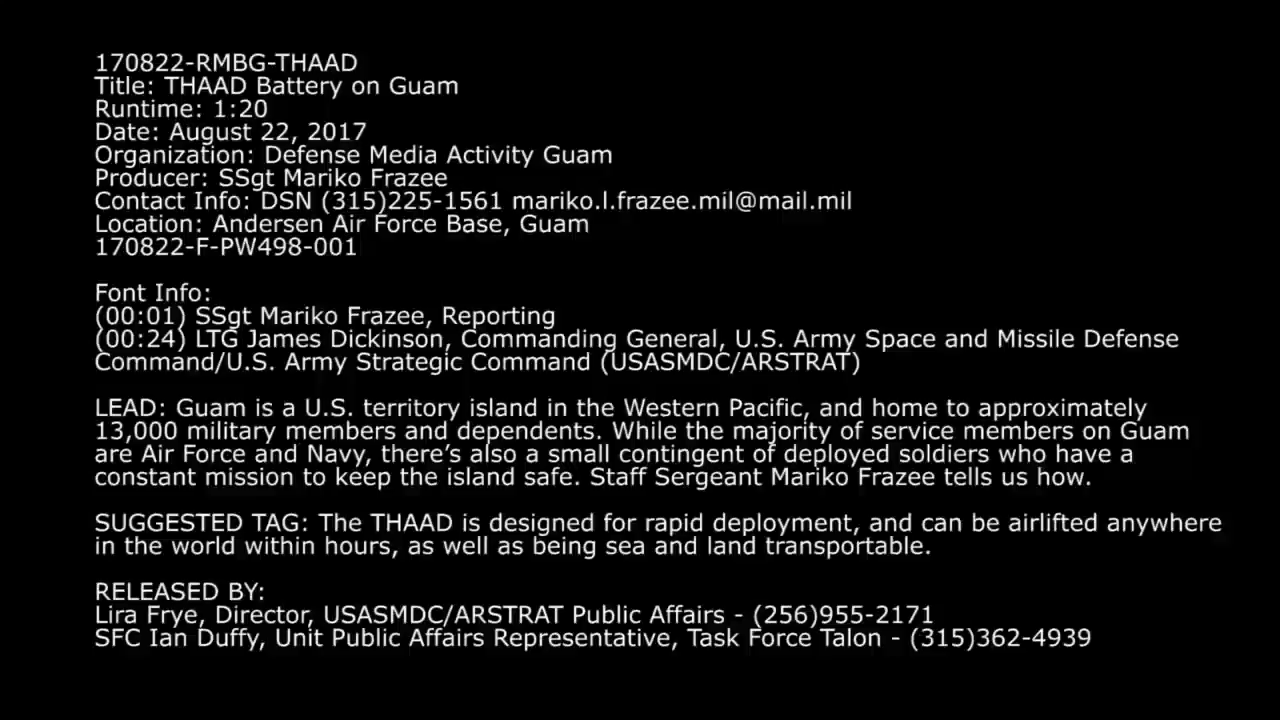 170822-RMBG-THAAD
Title: THAAD Battery on Guam
Runtime: 1:20
Date: August 22, 2017
Organization: Defense Media Activity Guam
Producer: SSgt Mariko Frazee
Contact Info: DSN (315)225-1561 mariko.l.frazee.mil@mail.mil
Location: Andersen Air Force Base, Guam
170822-F-PW498-001
Font Info:
(00:01) SSgt Mariko Frazee, Reporting
(00:24) LTG James Dickinson, Commanding General, U.S. Army Space and Missile Defense
Command/U.S. Army Strategic Command (USASMDC/ARSTRAT)
LEAD: Guam is a U.S. territory island in the Western Pacific, and home to approximately
13,000 military members and dependents. While the majority of service members on Guam
are Air Force and Navy, there’s also a small contingent of deployed soldiers who have a
constant mission to keep the island safe. Staff Sergeant Mariko Frazee tells us how.
SUGGESTED TAG: The THAAD is designed for rapid deployment, and can be airlifted anywhere
in the world within hours, as well as being sea and land transportable.
RELEASED BY:
Lira Frye, Director, USASMDC/ARSTRAT Public Affairs - (256)955-2171
SFC Ian Duffy, Unit Public Affairs Representative, Task Force Talon - (315)362-4939